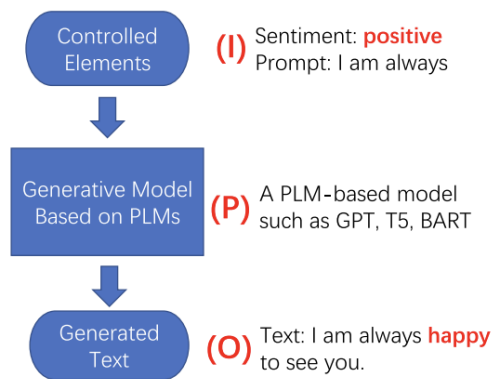 Controlled
Elements
(I)
Sentiment: positive
Prompt: I am always
Generative Model
Based on PLMs
(P)
A PLM-based model
such as GPT, T5, BART
Generated
Text
(O)
Text: I am always happy
to see you.